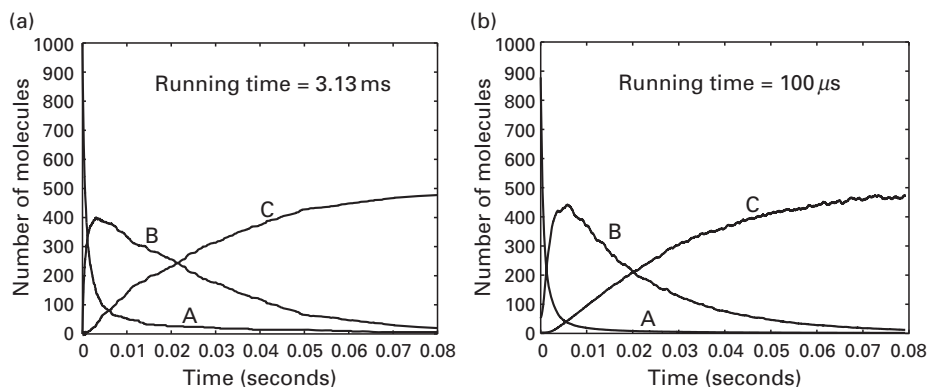 (a)
Number of molecules
1000
900
800
700
600
500
400
300
200
100
0
Running time = 3.13 ms
A
B
C
0 0.01 0.02 0.03 0.04 0.05 0.06 0.07 0.08
Time (seconds)
(b)
Number of molecules
1000
900
800
700
600
500
400
300
200
100
0
Running time = 100 µs
A
B
C
0 0.01 0.02 0.03 0.04 0.05 0.06 0.07 0.08
Time (seconds)